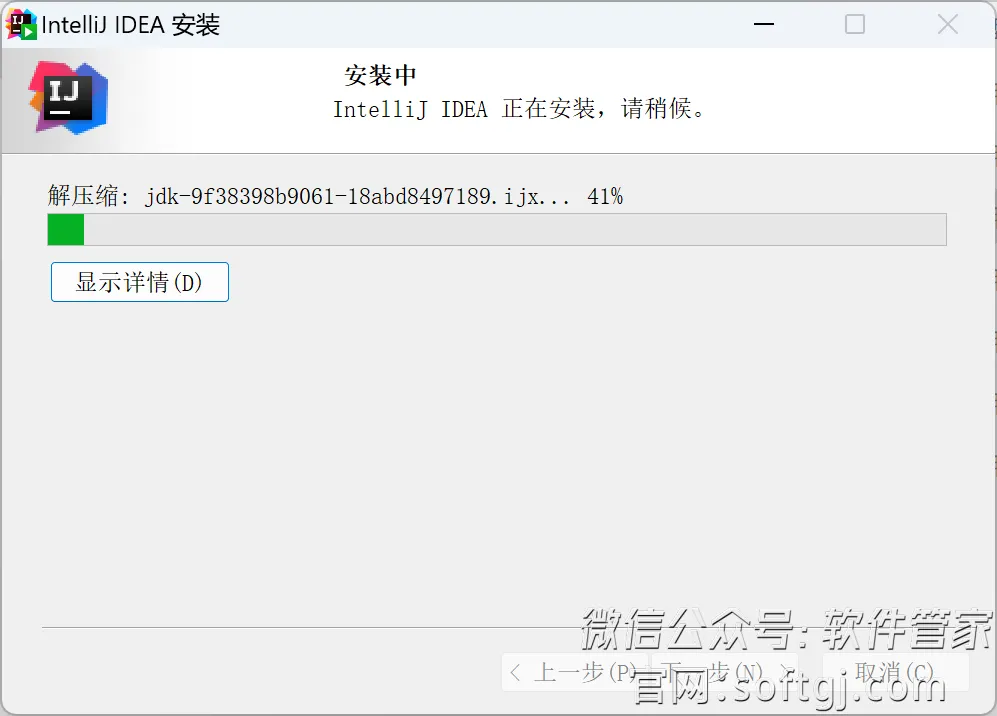 IntelliJ IDEA 安装
IJ
安装中
IntelliJ IDEA 正在安装，请稍候。
解压缩: jdk-9f38398b9061-18abd8497189.ijx... 41%
显示详情(D)
微信公众号: 软件管家
< 上一步(P) 下一步(N) > 取消(C)
官网:softgj.com